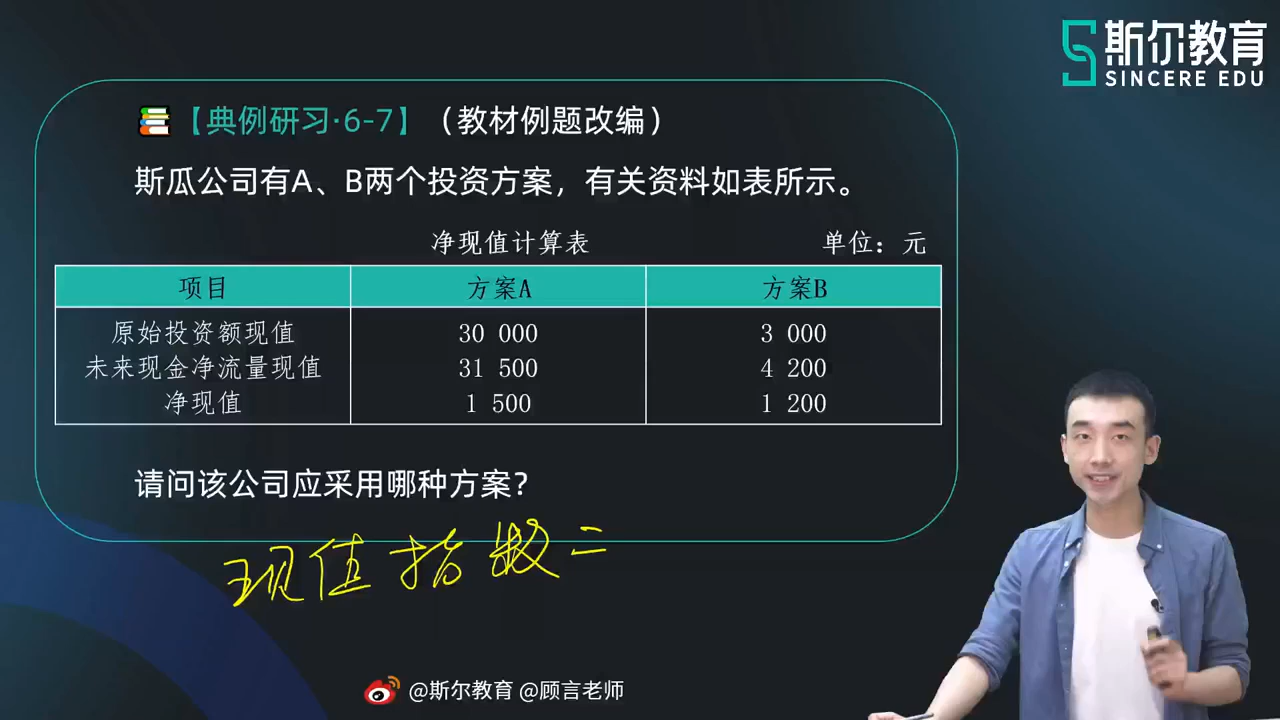 斯尔教育
SINCERE EDU
【典例研习·6-7】（教材例题改编）
斯瓜公司有A、B两个投资方案，有关资料如表所示。
净现值计算表 单位：元
项目 方案A 方案B
原始投资额现值 30 000 3 000
未来现金净流量现值 31 500 4 200
净现值 1 500 1 200
请问该公司应采用哪种方案？
现值指数=
@斯尔教育 @顾言老师